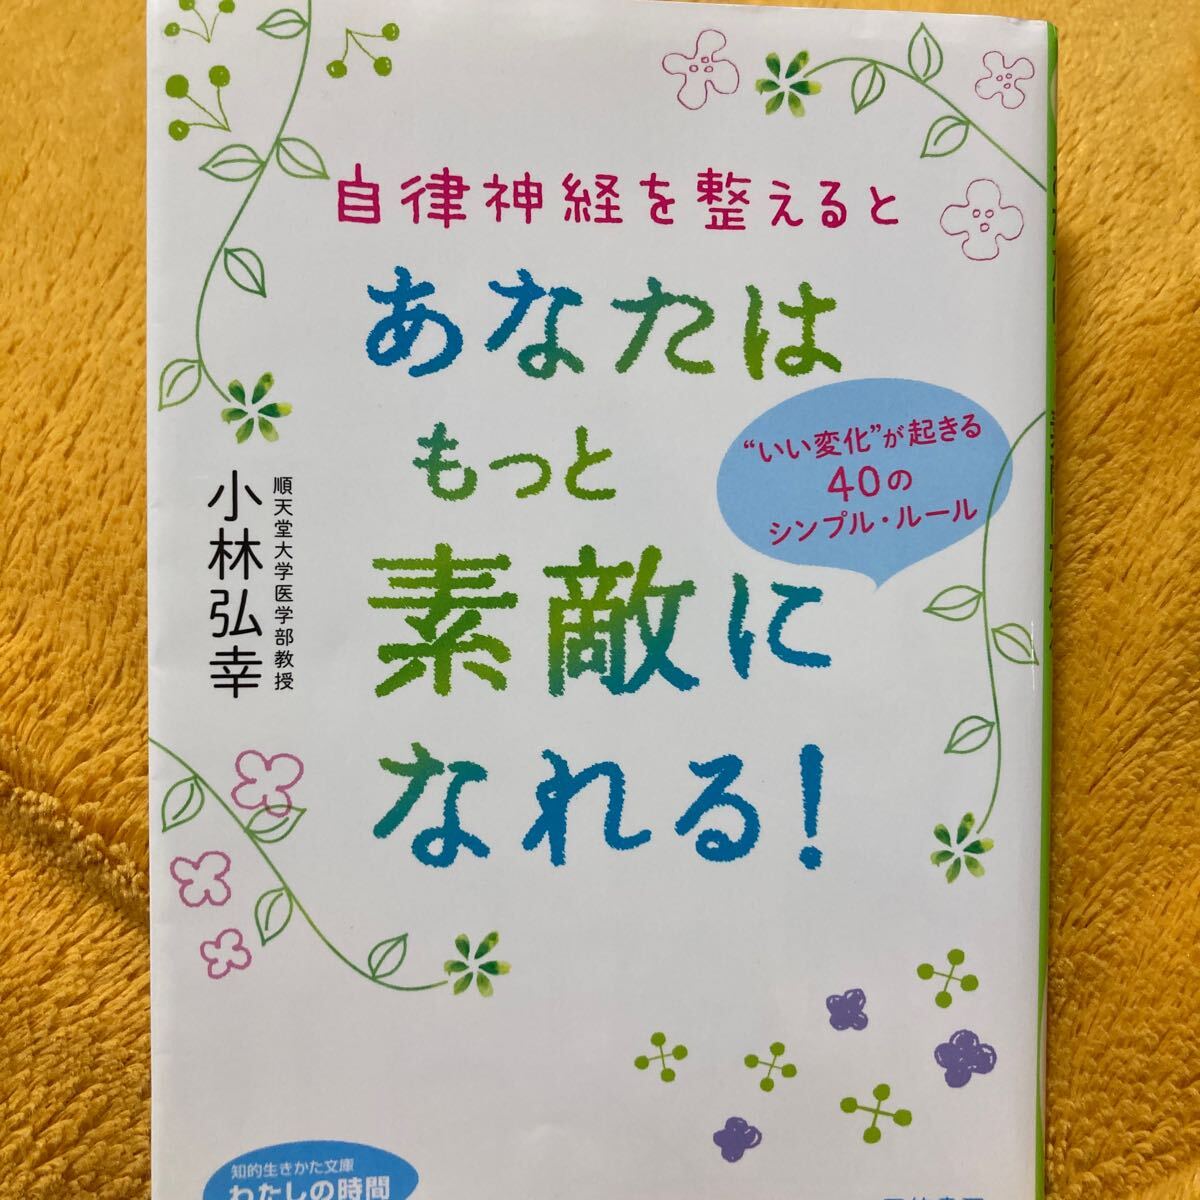 自律神経を整えると
あなたは
もっと
素敵に
なれる!
“いい変化”が起きる
40の
シンプル・ルール
順天堂大学医学部教授
小林弘幸
知的生きかた文庫
わたしの時間